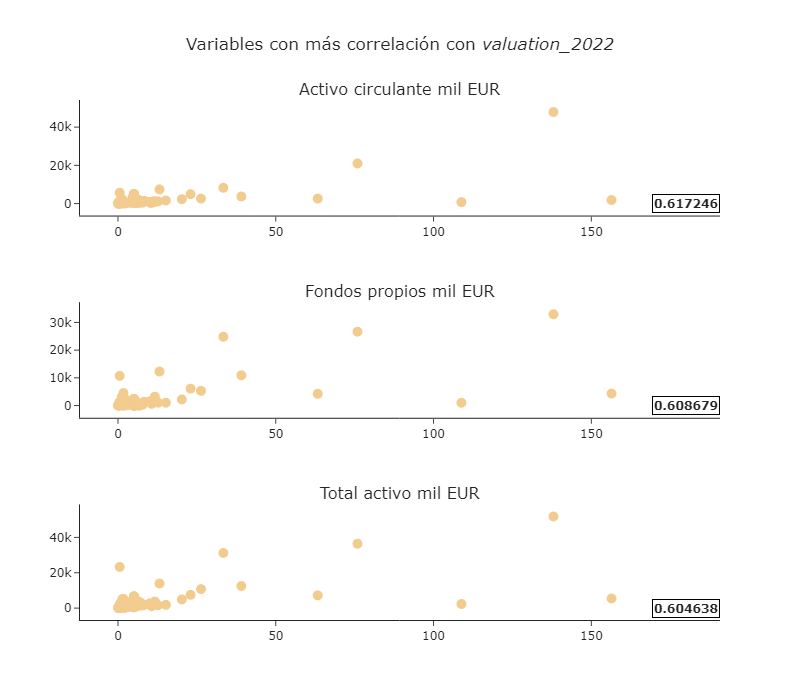 Variables con más correlación con valuation_2022
Activo circulante mil EUR
40k
20k
0
0.617246
0 50 100 150
Fondos propios mil EUR
30k
20k
10k
0
0.608679
0 50 100 150
Total activo mil EUR
40k
20k
0
0.604638
0 50 100 150